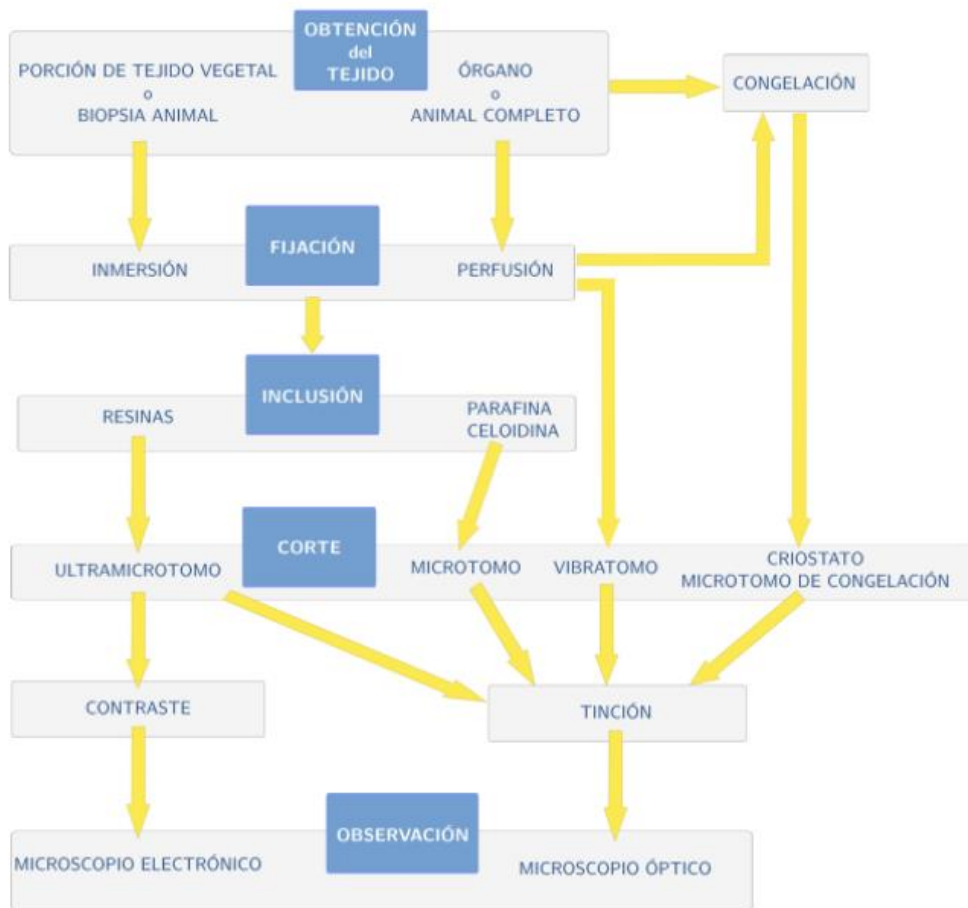 OBTENCIÓN
del
TEJIDO
PORCIÓN DE TEJIDO VEGETAL
o
BIOPSIA ANIMAL
ÓRGANO
o
ANIMAL COMPLETO
CONGELACIÓN
FIJACIÓN
INMERSIÓN
PERFUSIÓN
INCLUSIÓN
RESINAS
PARAFINA
CELOIDINA
CORTE
ULTRAMICROTOMO
MICROTOMO
VIBRATOMO
CRIOSTATO
MICROTOMO DE CONGELACIÓN
CONTRASTE
TINCIÓN
OBSERVACIÓN
MICROSCOPIO ELECTRÓNICO
MICROSCOPIO ÓPTICO